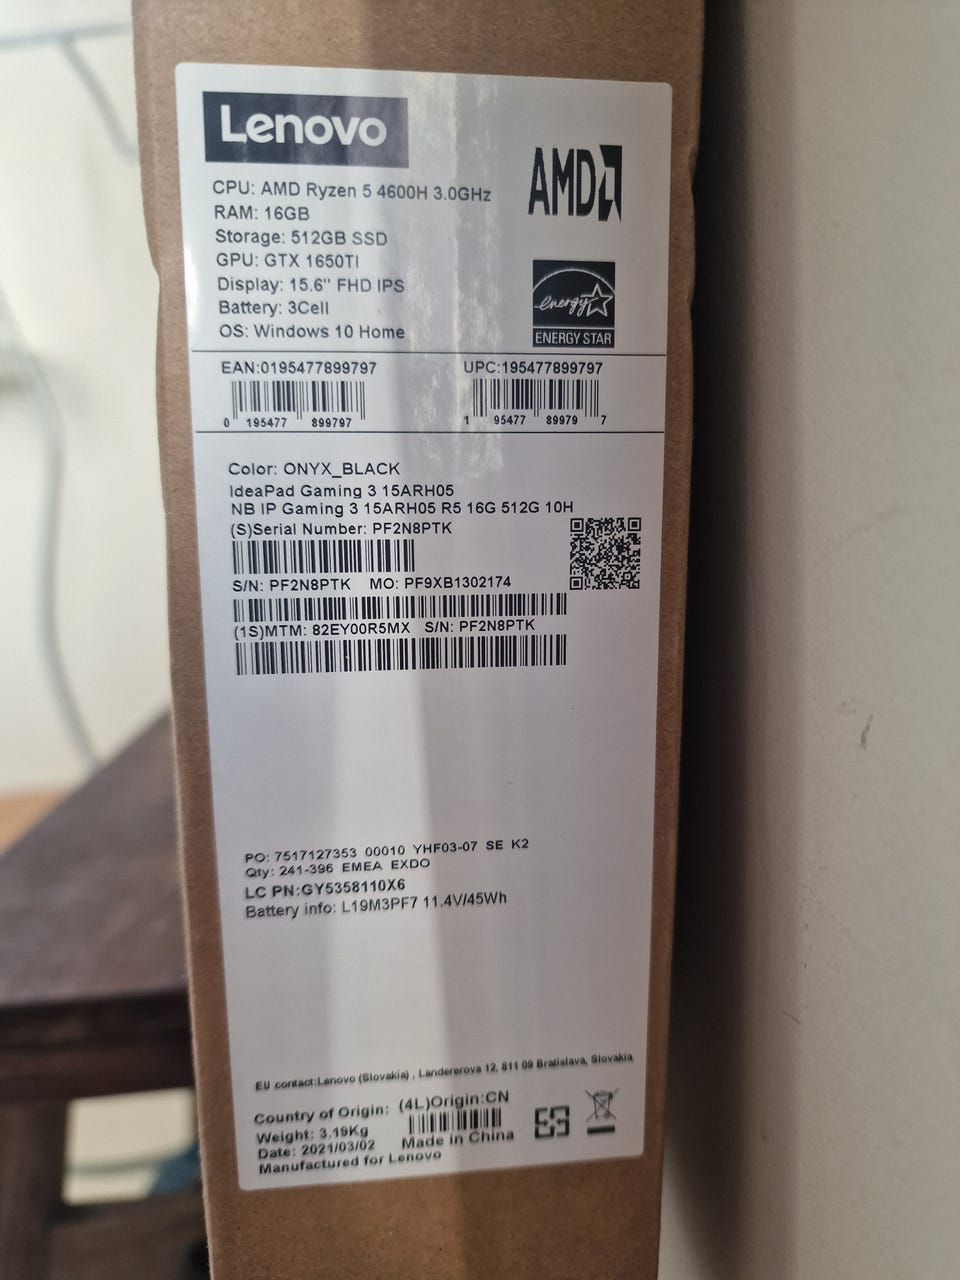 Lenovo
CPU: AMD Ryzen 5 4600H 3.0GHz
RAM: 16GB
Storage: 512GB SSD
GPU: GTX 1650TI
Display: 15.6" FHD IPS
Battery: 3Cell
OS: Windows 10 Home
AMD
energy
ENERGY STAR
EAN:0195477899797
0 195477 899797
UPC:195477899797
1 95477 89979 7
Color: ONYX_BLACK
IdeaPad Gaming 3 15ARH05
NB IP Gaming 3 15ARH05 R5 16G 512G 10H
(S)Serial Number: PF2N8PTK
S/N: PF2N8PTK MO: PF9XB1302174
(1S)MTM: 82EY00R5MX S/N: PF2N8PTK
PO: 7517127353 00010 YHF03-07 SE K2
Qty: 241-396 EMEA EXDO
LC PN:GY5358110X6
Battery info: L19M3PF7 11.4V/45Wh
EU contact:Lenovo (Slovakia) , Landererova 12, 811 09 Bratislava, Slovakia
Country of Origin: (4L)Origin:CN
Weight: 3.19Kg
Made in China
Date: 2021/03/02
Manufactured for Lenovo